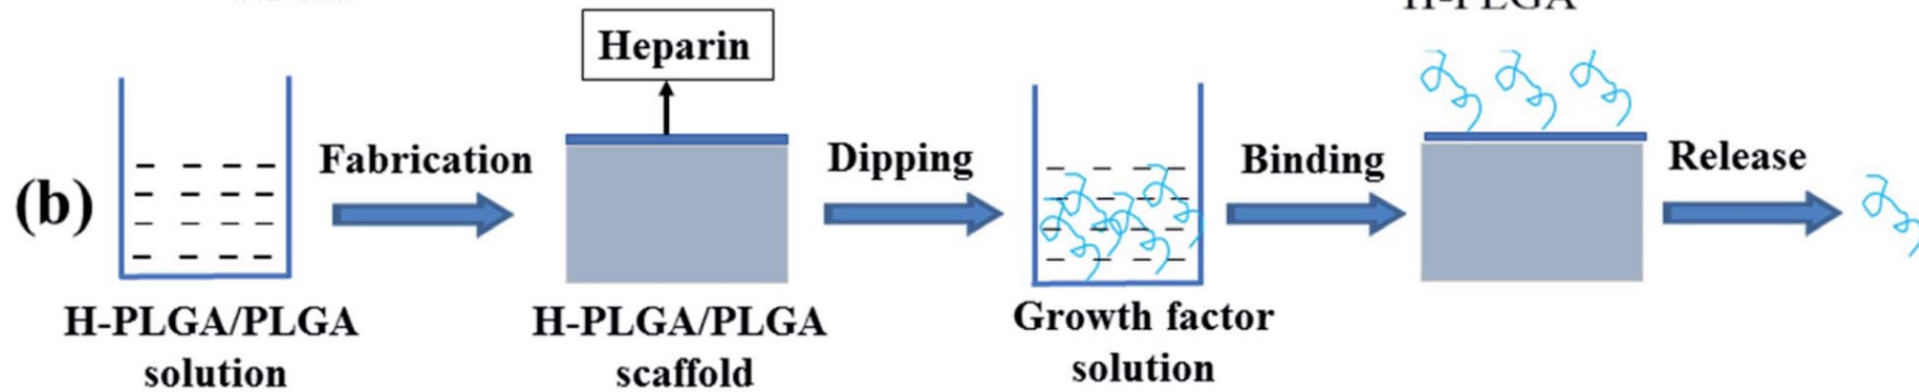 Heparin
(b)
Fabrication
Dipping
Binding
Release
H-PLGA/PLGA
solution
H-PLGA/PLGA
scaffold
Growth factor
solution